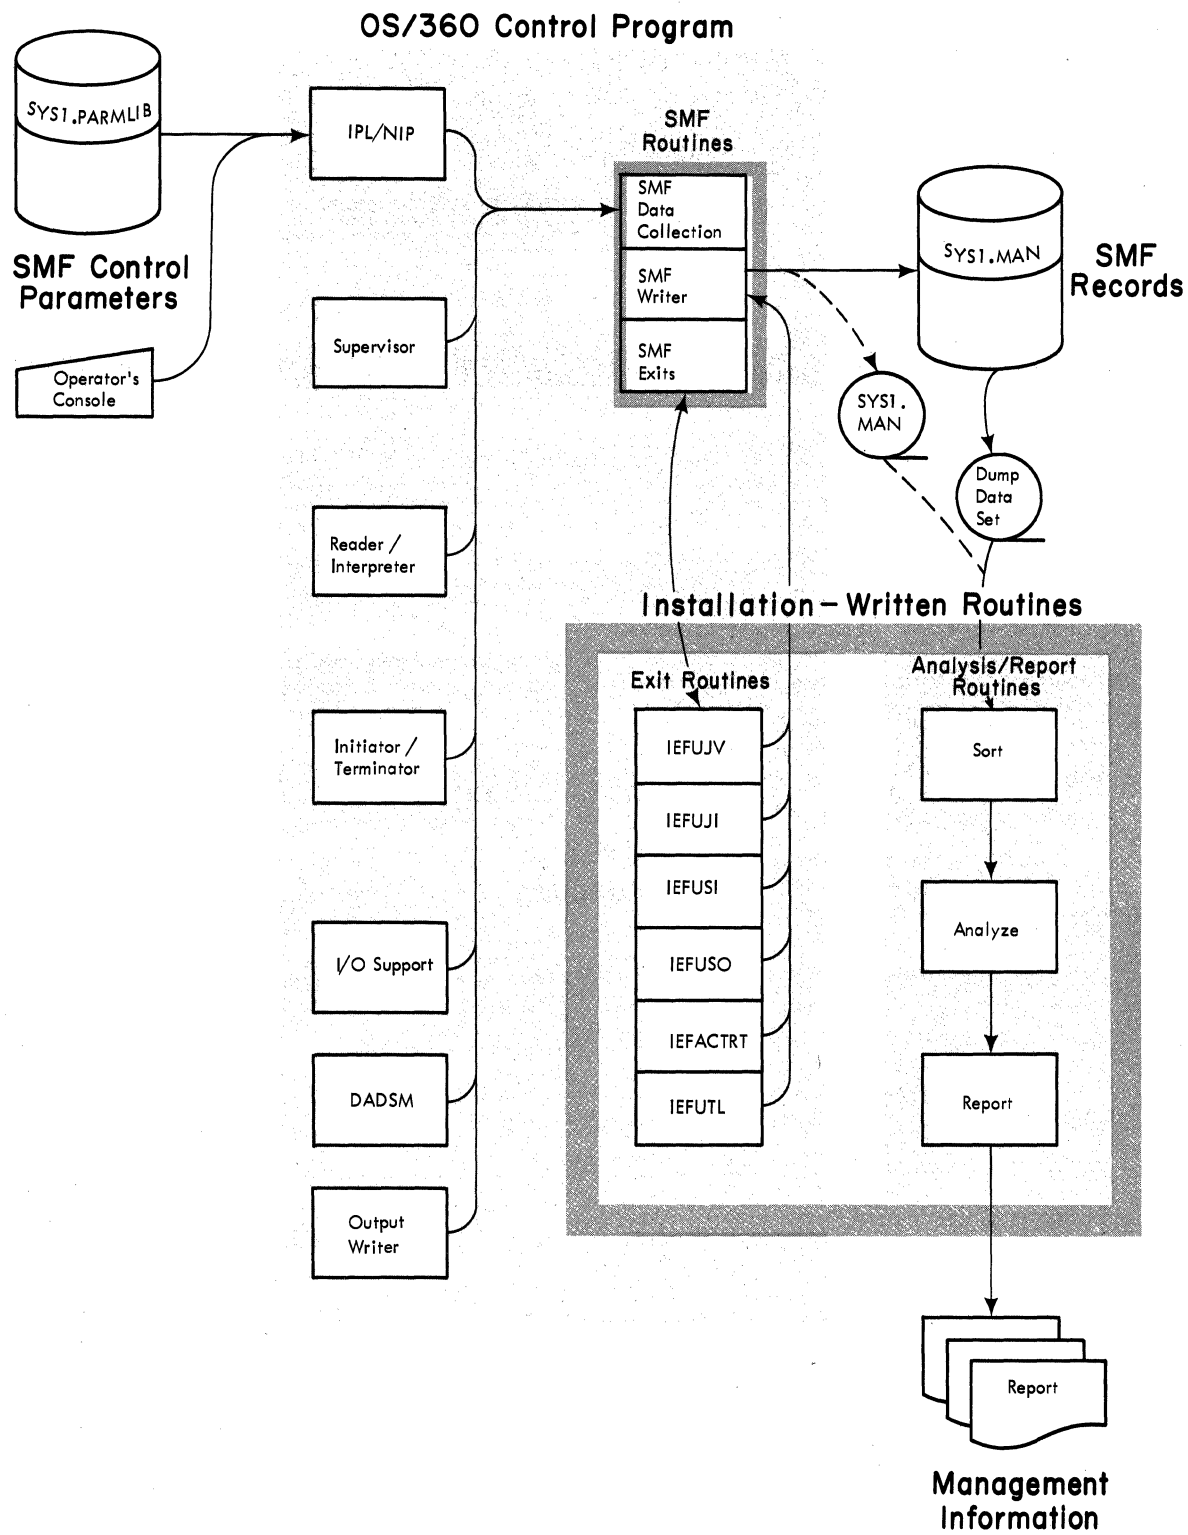 OS/360 Control Program
SYS1.PARMLIB
SMF Control
Parameters
Operator's
Console
IPL/NIP
Supervisor
Reader /
Interpreter
Initiator /
Terminator
I/O Support
DADSM
Output
Writer
SMF
Routines
SMF
Data
Collection
SMF
Writer
SMF
Exits
SYS1.MAN
SMF
Records
SYS1.
MAN
Dump
Data
Set
Installation – Written Routines
Exit Routines
IEFUJV
IEFUJI
IEFUSI
IEFUSO
IEFACTRT
IEFUTL
Analysis/Report
Routines
Sort
Analyze
Report
Report
Management
Information